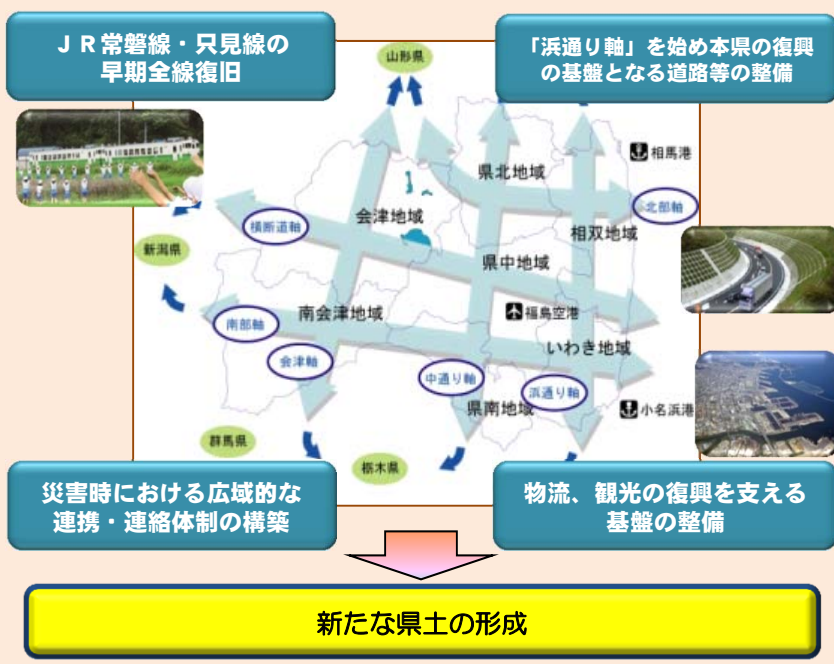 ＪＲ常磐線・只見線の
早期全線復旧
「浜通り軸」を始め本県の復興
の基盤となる道路等の整備
山形県
相馬港
県北地域
北部軸
会津地域
横断道軸
相双地域
新潟県
県中地域
南会津地域
福島空港
南部軸
いわき地域
会津軸
中通り軸
浜通り軸
県南地域
小名浜港
群馬県
栃木県
災害時における広域的な
連携・連絡体制の構築
物流、観光の復興を支える
基盤の整備
新たな県土の形成